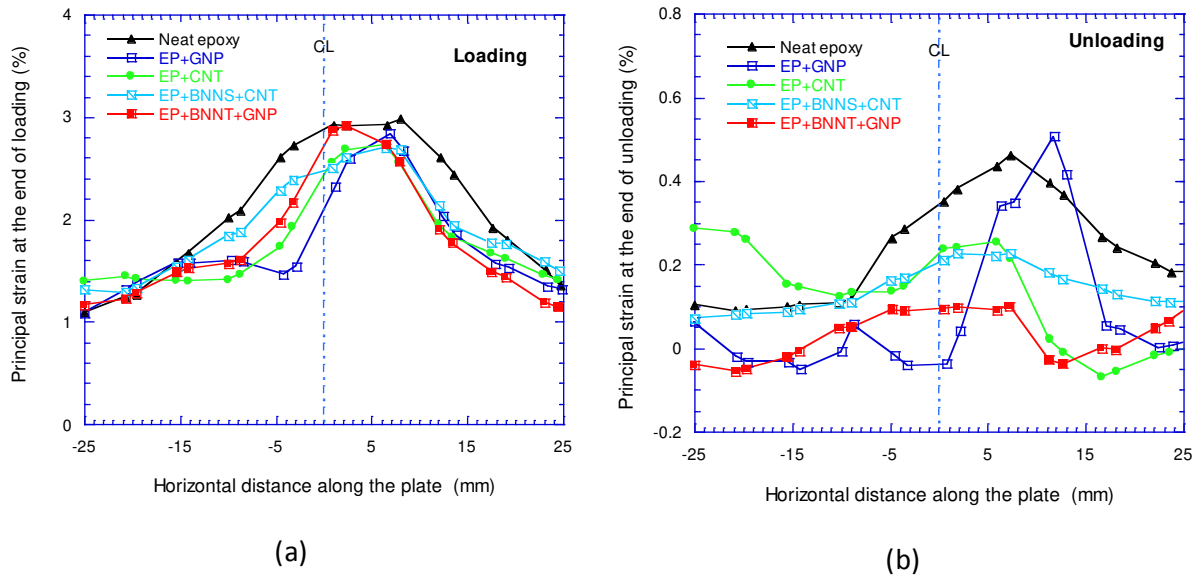 Principal strain at the end of loading (%)
4
3
2
1
0
Neat epoxy
EP+GNP
EP+CNT
EP+BNNS+CNT
EP+BNNT+GNP
CL
Loading
-25
-15
-5
5
15
25
Horizontal distance along the plate (mm)
(a)
Principal strain at the end of unloading (%)
0.8
0.6
0.4
0.2
0
-0.2
Neat epoxy
EP+GNP
EP+CNT
EP+BNNS+CNT
EP+BNNT+GNP
CL
Unloading
-25
-15
-5
5
15
25
Horizontal distance along the plate (mm)
(b)